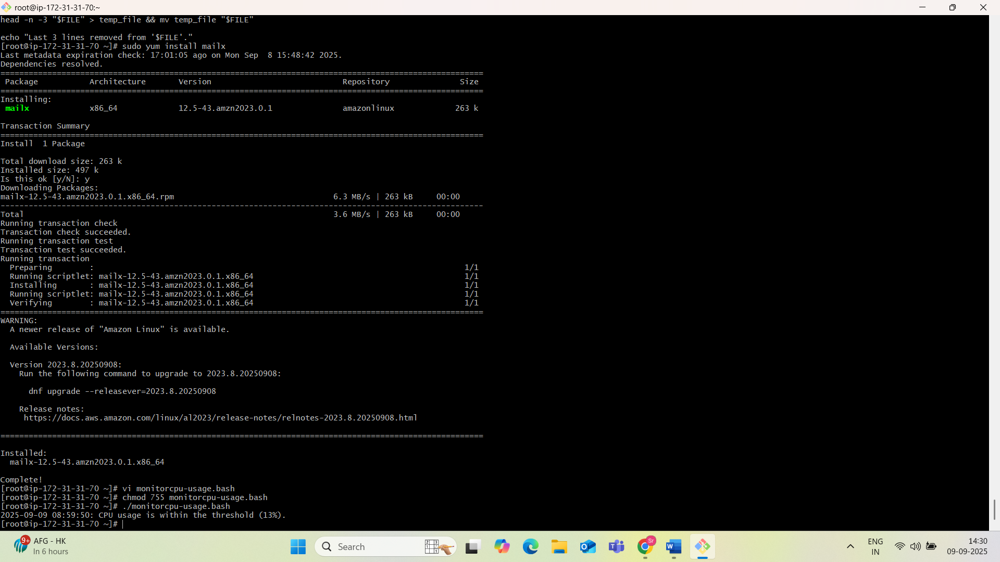 root@ip-172-31-31-70:~
head -n -3 "$FILE" > temp_file && mv temp_file "$FILE"
echo "Last 3 lines removed from '$FILE'."
[root@ip-172-31-31-70 ~]# sudo yum install mailx
Last metadata expiration check: 17:01:05 ago on Mon Sep  8 15:48:42 2025.
Dependencies resolved.
================================================================================
Package Architecture Version Repository Size
================================================================================
Installing:
mailx x86_64 12.5-43.amzn2023.0.1 amazonlinux 263 k
Transaction Summary
================================================================================
Install  1 Package
Total download size: 263 k
Installed size: 497 k
Is this ok [y/N]: y
Downloading Packages:
mailx-12.5-43.amzn2023.0.1.x86_64.rpm 6.3 MB/s | 263 kB 00:00
--------------------------------------------------------------------------------
Total 3.6 MB/s | 263 kB 00:00
Running transaction check
Transaction check succeeded.
Running transaction test
Transaction test succeeded.
Running transaction
Preparing : 1/1
Running scriptlet: mailx-12.5-43.amzn2023.0.1.x86_64 1/1
Installing : mailx-12.5-43.amzn2023.0.1.x86_64 1/1
Running scriptlet: mailx-12.5-43.amzn2023.0.1.x86_64 1/1
Verifying : mailx-12.5-43.amzn2023.0.1.x86_64 1/1
================================================================================
WARNING:
A newer release of "Amazon Linux" is available.
Available Versions:
Version 2023.8.20250908:
Run the following command to upgrade to 2023.8.20250908:
dnf upgrade --releasever=2023.8.20250908
Release notes:
https://docs.aws.amazon.com/linux/al2023/release-notes/relnotes-2023.8.20250908.html
================================================================================
Installed:
mailx-12.5-43.amzn2023.0.1.x86_64
Complete!
[root@ip-172-31-31-70 ~]# vi monitorcpu-usage.bash
[root@ip-172-31-31-70 ~]# chmod 755 monitorcpu-usage.bash
[root@ip-172-31-31-70 ~]# ./monitorcpu-usage.bash
2025-09-09 08:59:50: CPU usage is within the threshold (13%).
[root@ip-172-31-31-70 ~]#
9+ AFG - HK
In 6 hours
Search
Sr
ENG
IN
14:30
09-09-2025